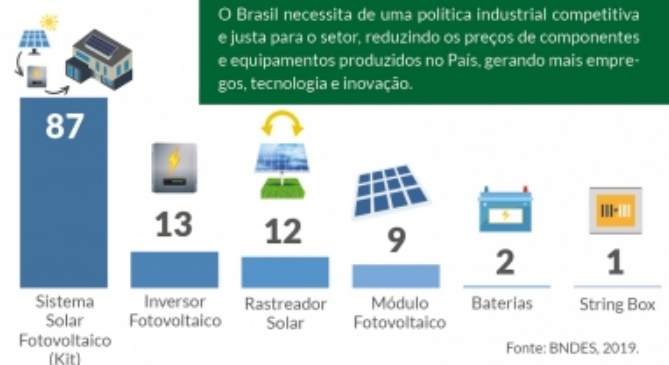 O Brasil necessita de uma política industrial competitiva
e justa para o setor, reduzindo os preços de componentes
e equipamentos produzidos no País, gerando mais empre-
gos, tecnologia e inovação.
87
13
12
9
2
1
Sistema
Solar
Fotovoltaico
(Kit)
Inversor
Fotovoltaico
Rastreador
Solar
Módulo
Fotovoltaico
Baterias
String Box
Fonte: BNDES, 2019.